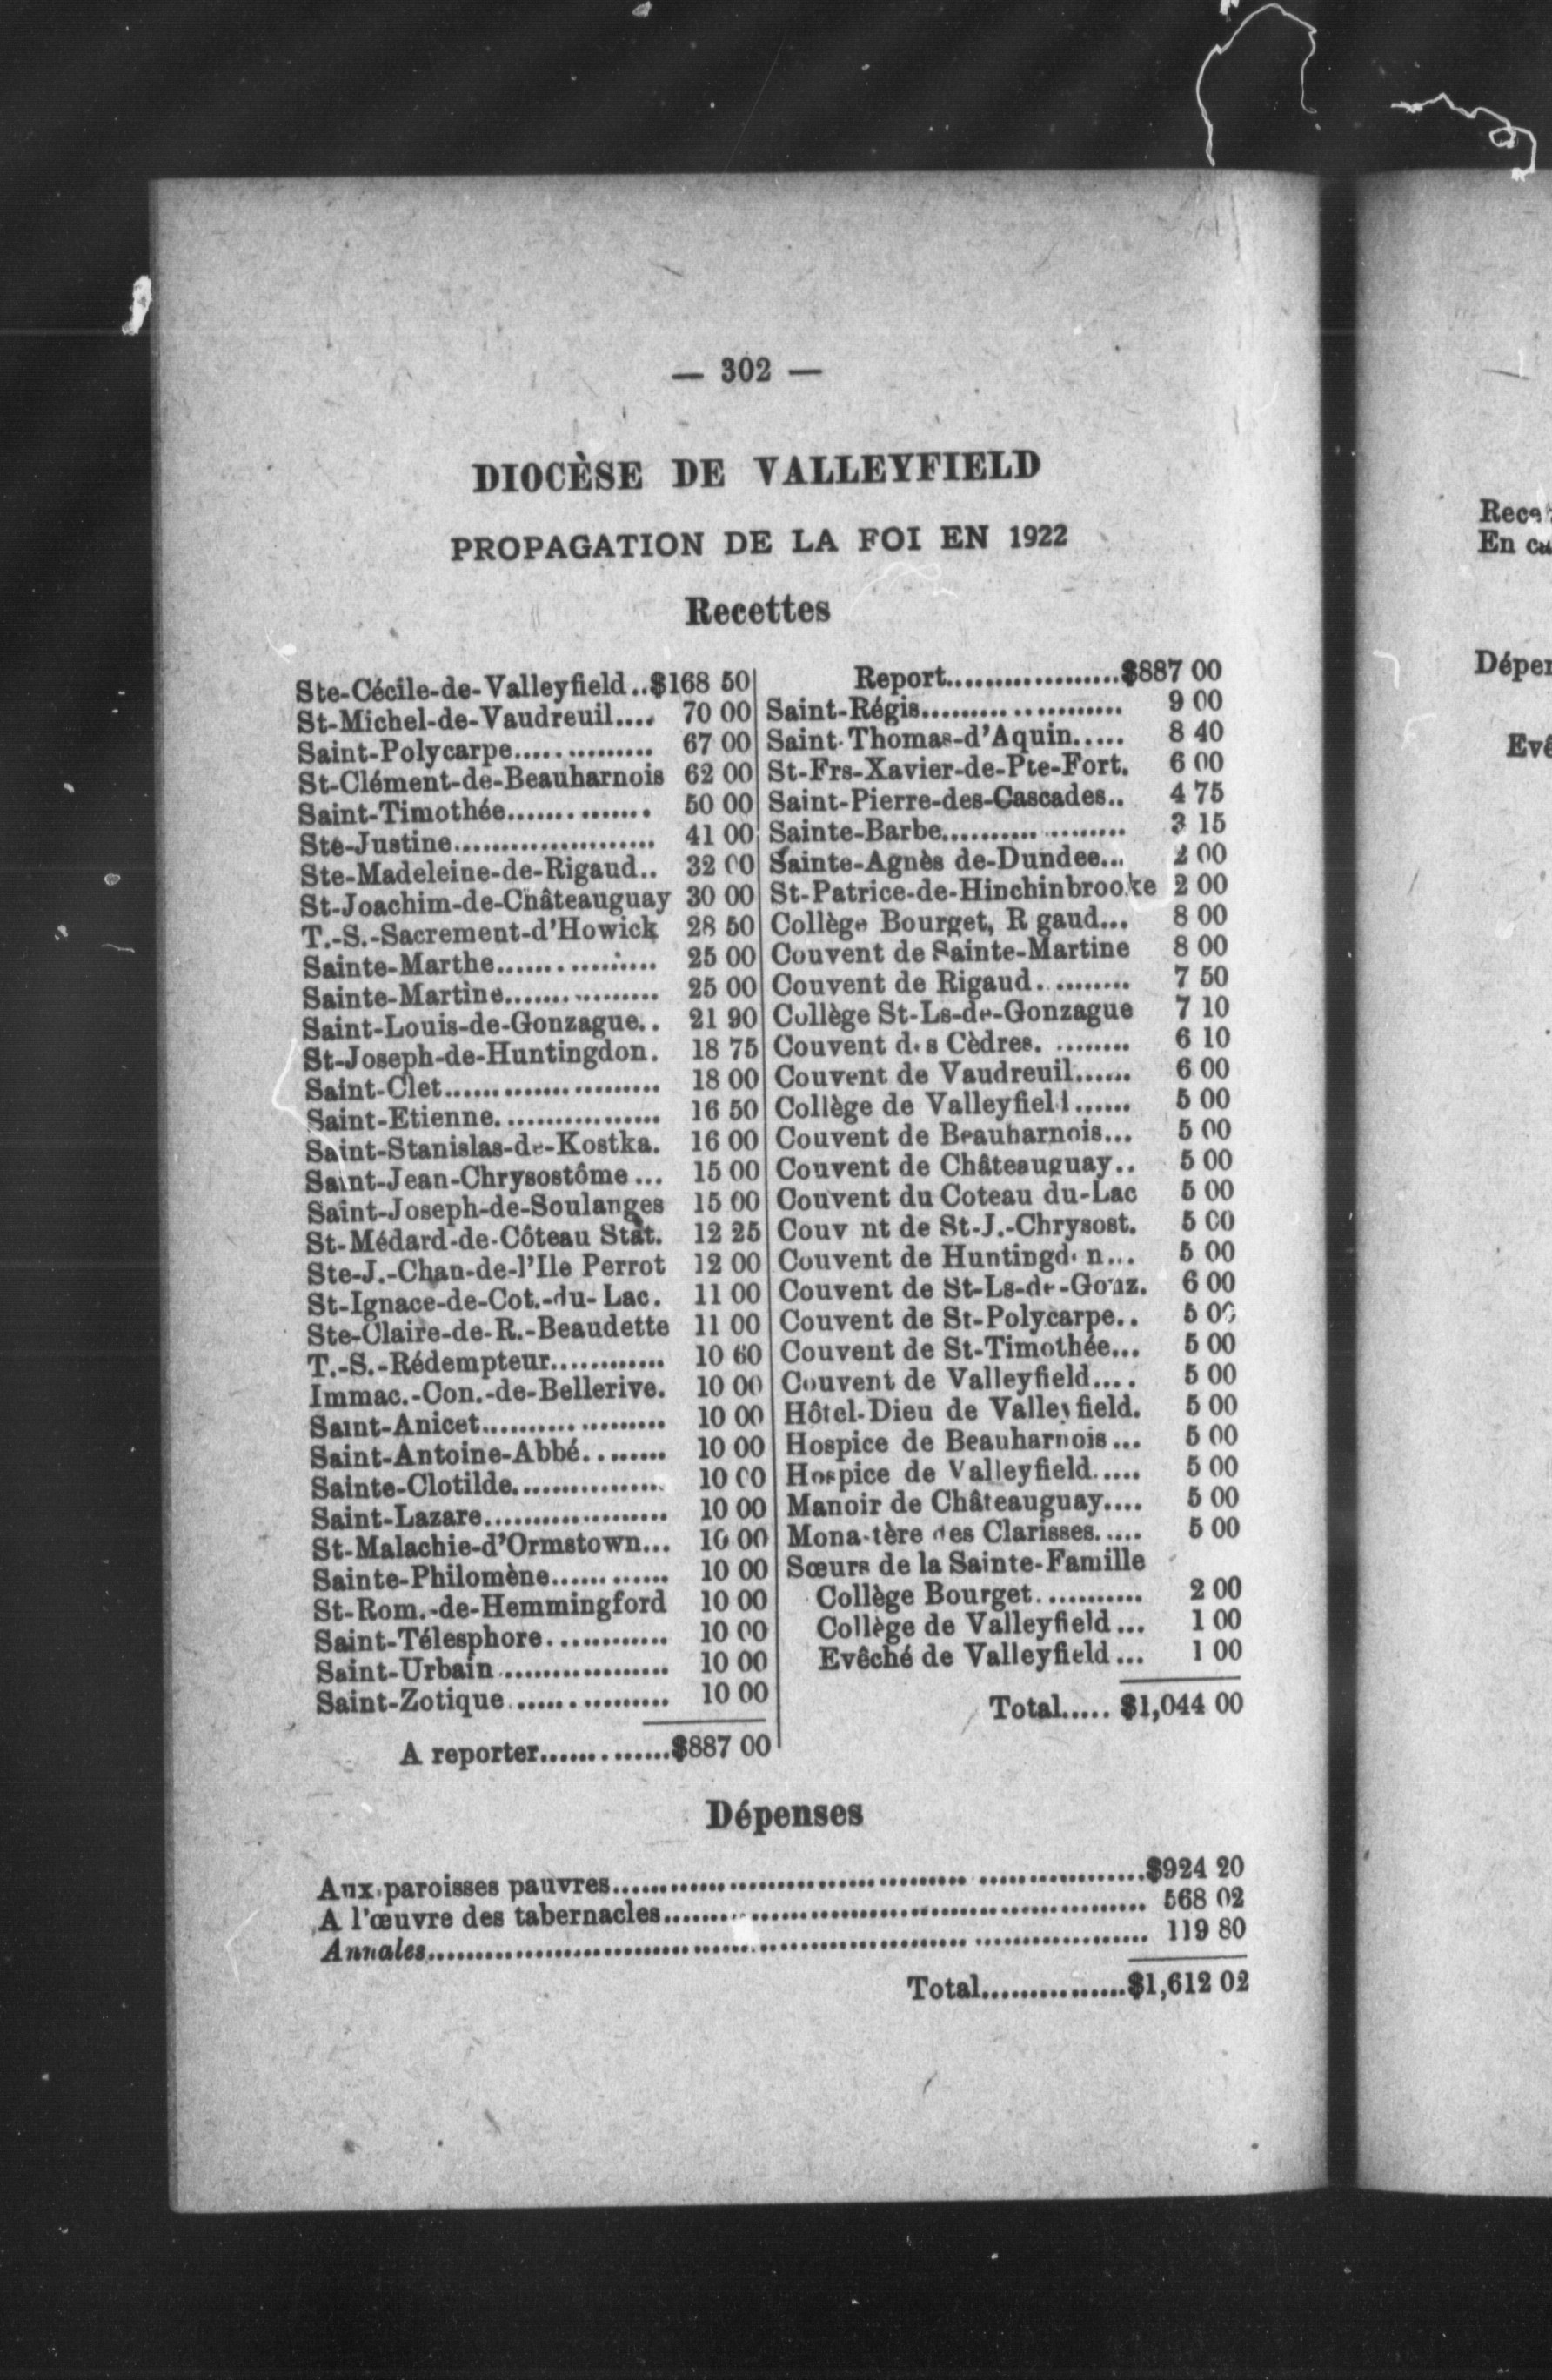 — 302 —
DIOCÈSE DE VALLEYFIELD
PROPAGATION DE LA FOI EN 1922
Recettes
Ste-Cécile-de-Valleyfield..$168 50
St-Michel-de-Vaudreuil.... 70 00
Saint-Polycarpe............... 67 00
St-Clément-de-Beauharnois 62 00
Saint-Timothée............... 50 00
Ste-Justine..................... 41 00
Ste-Madeleine-de-Rigaud.. 32 00
St-Joachim-de-Châteauguay 30 00
T.-S.-Sacrement-d'Howick 28 50
Sainte-Marthe................. 25 00
Sainte-Martine................ 25 00
Saint-Louis-de-Gonzague.. 21 90
St-Joseph-de-Huntingdon. 18 75
Saint-Clet....................... 18 00
Saint-Etienne.................. 16 50
Saint-Stanislas-de-Kostka. 16 00
Saint-Jean-Chrysostôme... 15 00
Saint-Joseph-de-Soulanges 15 00
St-Médard-de-Côteau Stat. 12 25
Ste-J.-Chan-de-l'Ile Perrot 12 00
St-Ignace-de-Cot.-du-Lac. 11 00
Ste-Claire-de-R.-Beaudette 11 00
T.-S.-Rédempteur............ 10 60
Immac.-Con.-de-Bellerive. 10 00
Saint-Anicet................... 10 00
Saint-Antoine-Abbé......... 10 00
Sainte-Clotilde................ 10 00
Saint-Lazare................... 10 00
St-Malachie-d'Ormstown... 10 00
Sainte-Philomène............ 10 00
St-Rom.-de-Hemmingford 10 00
Saint-Télesphore............. 10 00
Saint-Urbain.................. 10 00
Saint-Zotique................. 10 00
A reporter..............$887 00
Report...................$887 00
Saint-Régis..................... 9 00
Saint-Thomas-d'Aquin..... 8 40
St-Frs-Xavier-de-Pte-Fort. 6 00
Saint-Pierre-des-Cascades.. 4 75
Sainte-Barbe................... 3 15
Sainte-Agnès de-Dundee... 2 00
St-Patrice-de-Hinchinbrooke 2 00
Collège Bourget, R gaud... 8 00
Couvent de Sainte-Martine 8 00
Couvent de Rigaud.......... 7 50
Collège St-Ls-de-Gonzague 7 10
Couvent des Cèdres. ........ 6 10
Couvent de Vaudreuil...... 6 00
Collège de Valleyfield...... 5 00
Couvent de Beauharnois... 5 00
Couvent de Châteauguay.. 5 00
Couvent du Coteau du-Lac 5 00
Couv nt de St-J.-Chrysost. 5 00
Couvent de Huntingdon... 5 00
Couvent de St-Ls-de-Gonz. 6 00
Couvent de St-Polycarpe.. 5 00
Couvent de St-Timothée... 5 00
Couvent de Valleyfield.... 5 00
Hôtel-Dieu de Valleyfield. 5 00
Hospice de Beauharnois... 5 00
Hospice de Valleyfield..... 5 00
Manoir de Châteauguay.... 5 00
Monastère des Clarisses..... 5 00
Sœurs de la Sainte-Famille
Collège Bourget........... 2 00
Collège de Valleyfield... 1 00
Evêché de Valleyfield... 1 00
Total..... $1,044 00
Dépenses
Aux paroisses pauvres......................................................$924 20
A l'œuvre des tabernacles.................................................. 568 02
Annales........................................................................... 119 80
Total................$1,612 02
En
Dépen
Evê